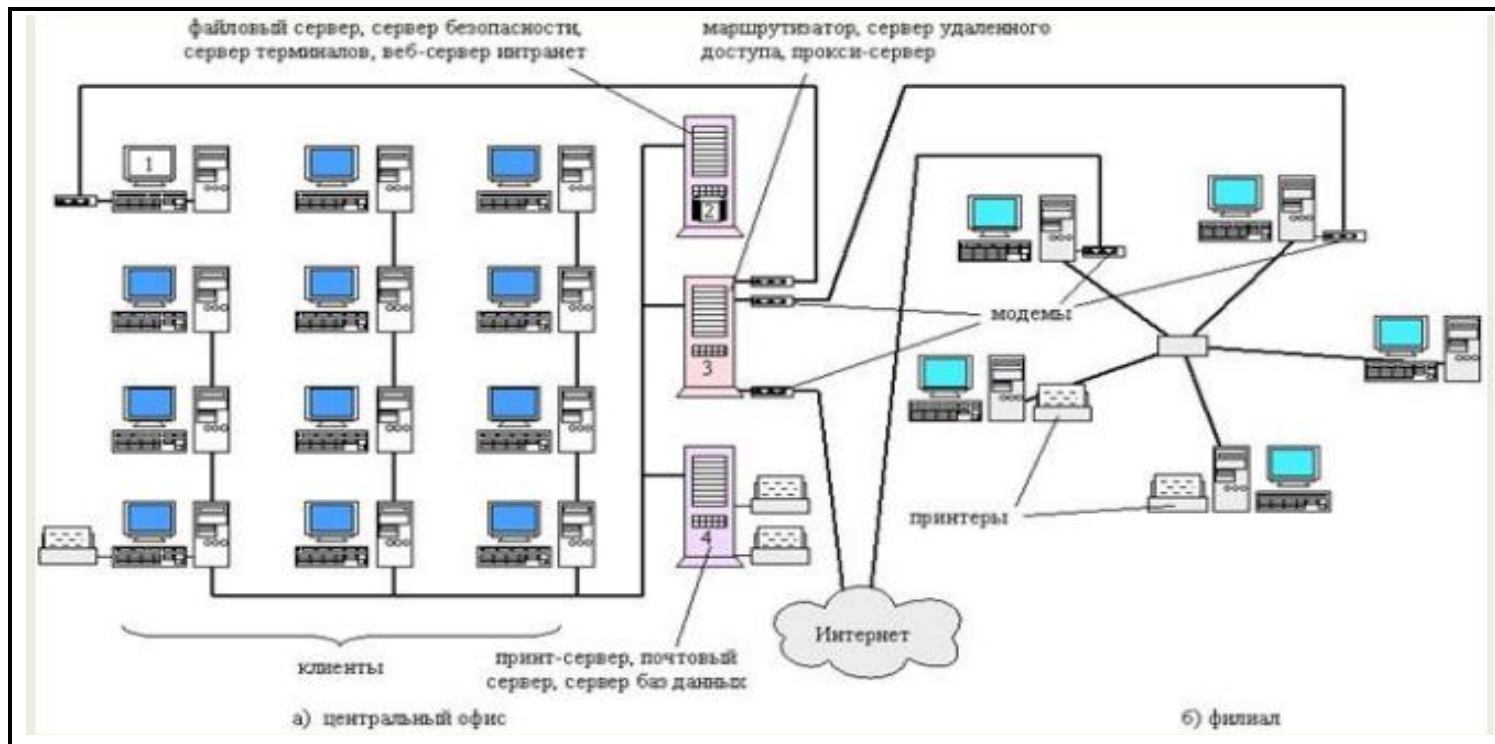 файловый сервер, сервер безопасности,
сервер терминалов, веб-сервер интранет
маршрутизатор, сервер удаленного
доступа, прокси-сервер
1
2
3
модемы
4
принтеры
Интернет
клиенты
принт-сервер, почтовый
сервер, сервер баз данных
а) центральный офис
б) филиал